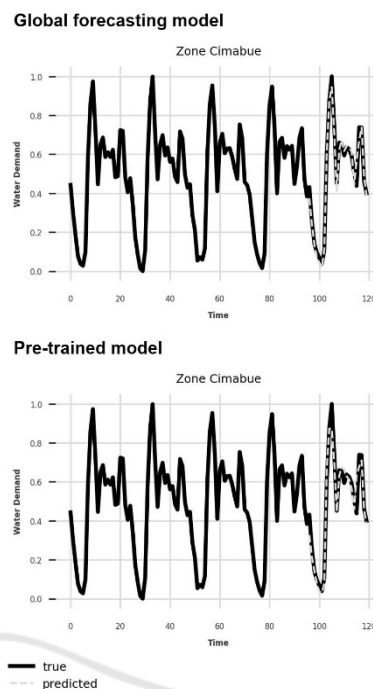 Global forecasting model
Zone Cimabue
1.0
0.8
0.6
0.4
0.2
0.0
Water Demand
0 20 40 60 80 100 120
Time
Pre-trained model
Zone Cimabue
1.0
0.8
0.6
0.4
0.2
0.0
Water Demand
0 20 40 60 80 100 120
Time
true
predicted